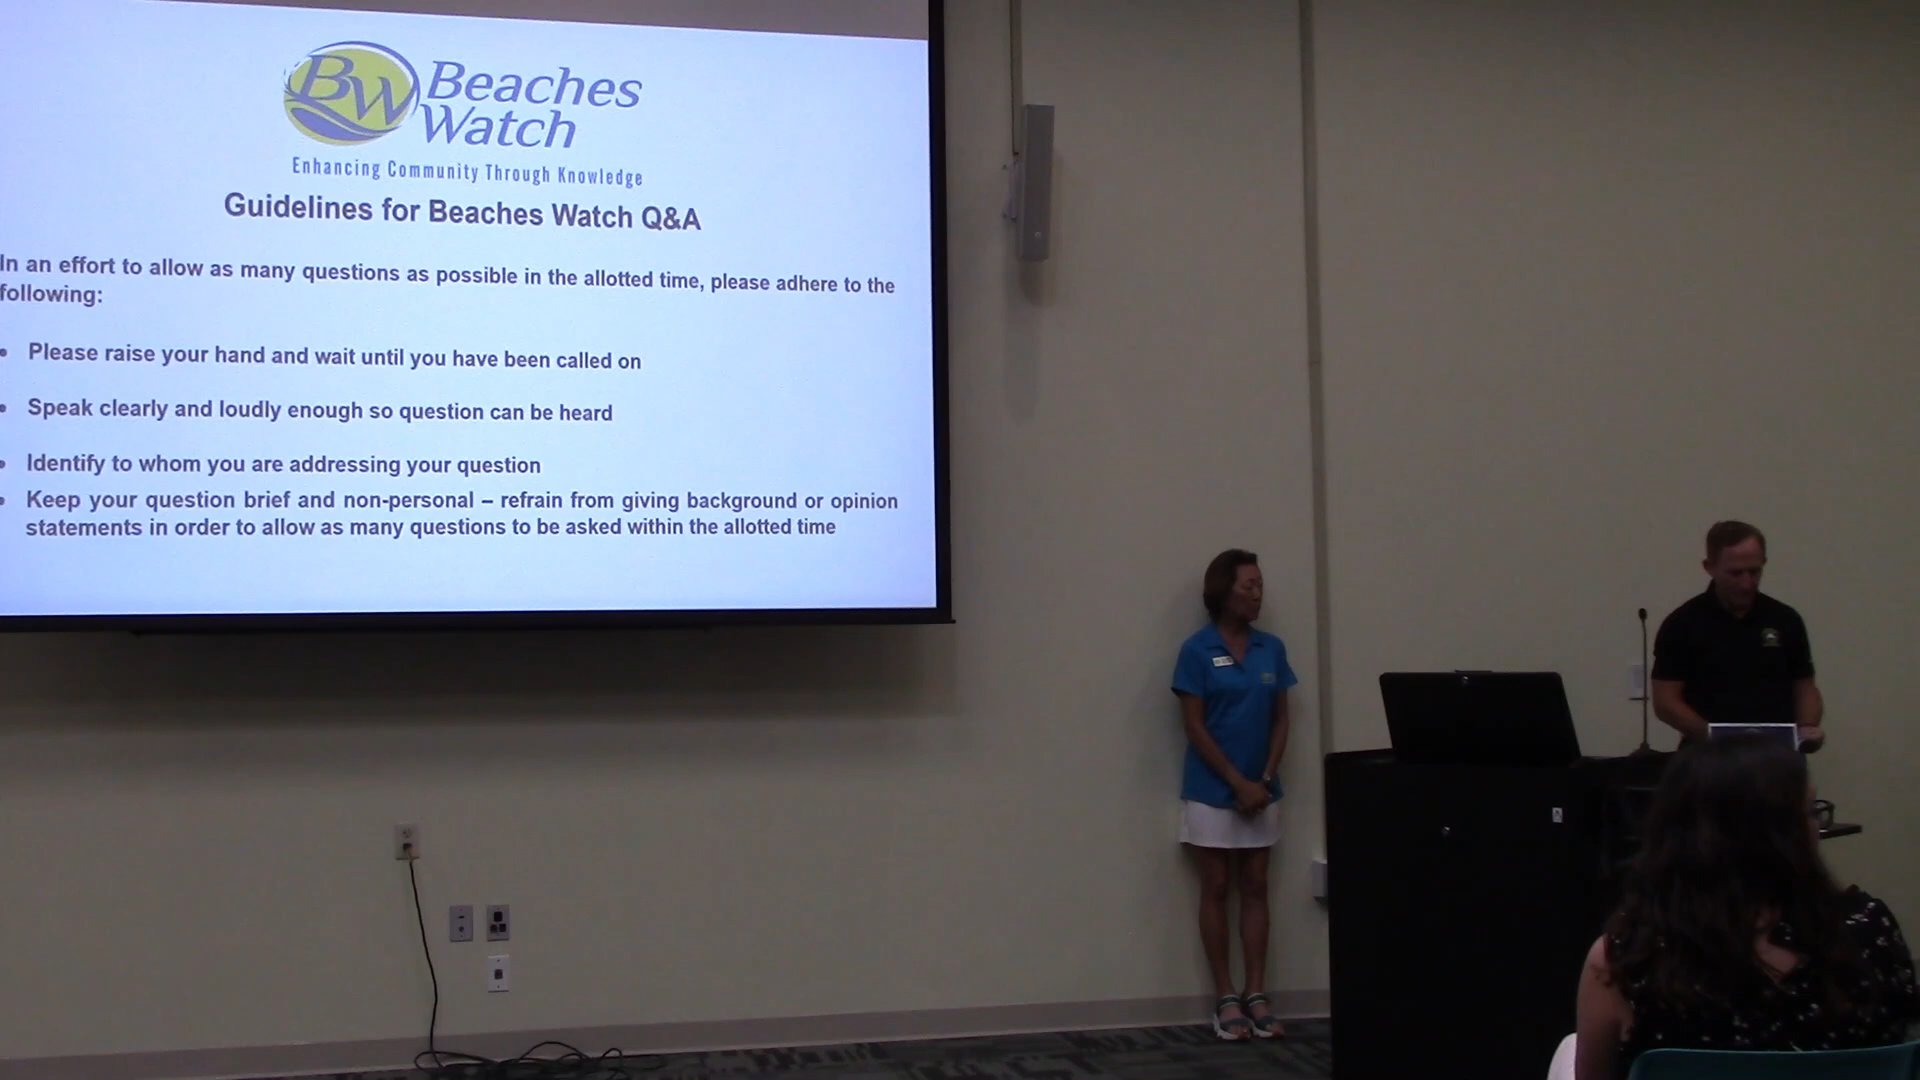 BW Beaches
Watch
Enhancing Community Through Knowledge
Guidelines for Beaches Watch Q&A
In an effort to allow as many questions as possible in the allotted time, please adhere to the
following:
• Please raise your hand and wait until you have been called on
• Speak clearly and loudly enough so question can be heard
• Identify to whom you are addressing your question
• Keep your question brief and non-personal – refrain from giving background or opinion
statements in order to allow as many questions to be asked within the allotted time